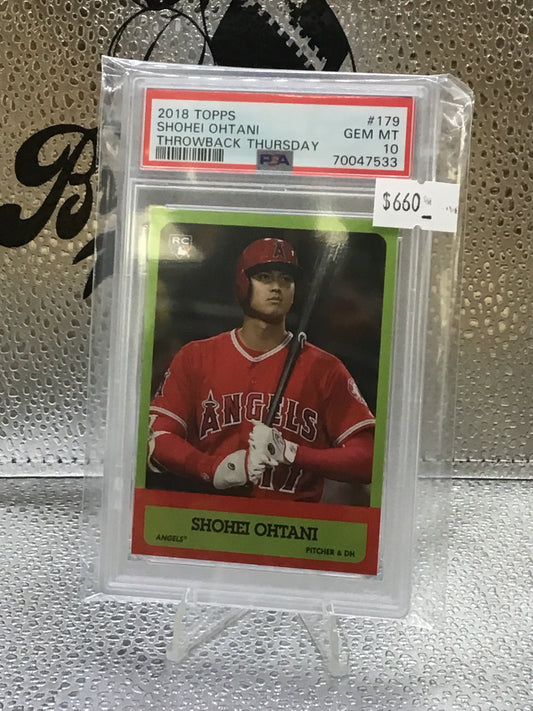 2018 TOPPS #179
SHOHEI OHTANI GEM MT
THROWBACK THURSDAY 10
PSA 70047533
$660
RC
A
ANGELS
17
SHOHEI OHTANI
ANGELS®
PITCHER & DH